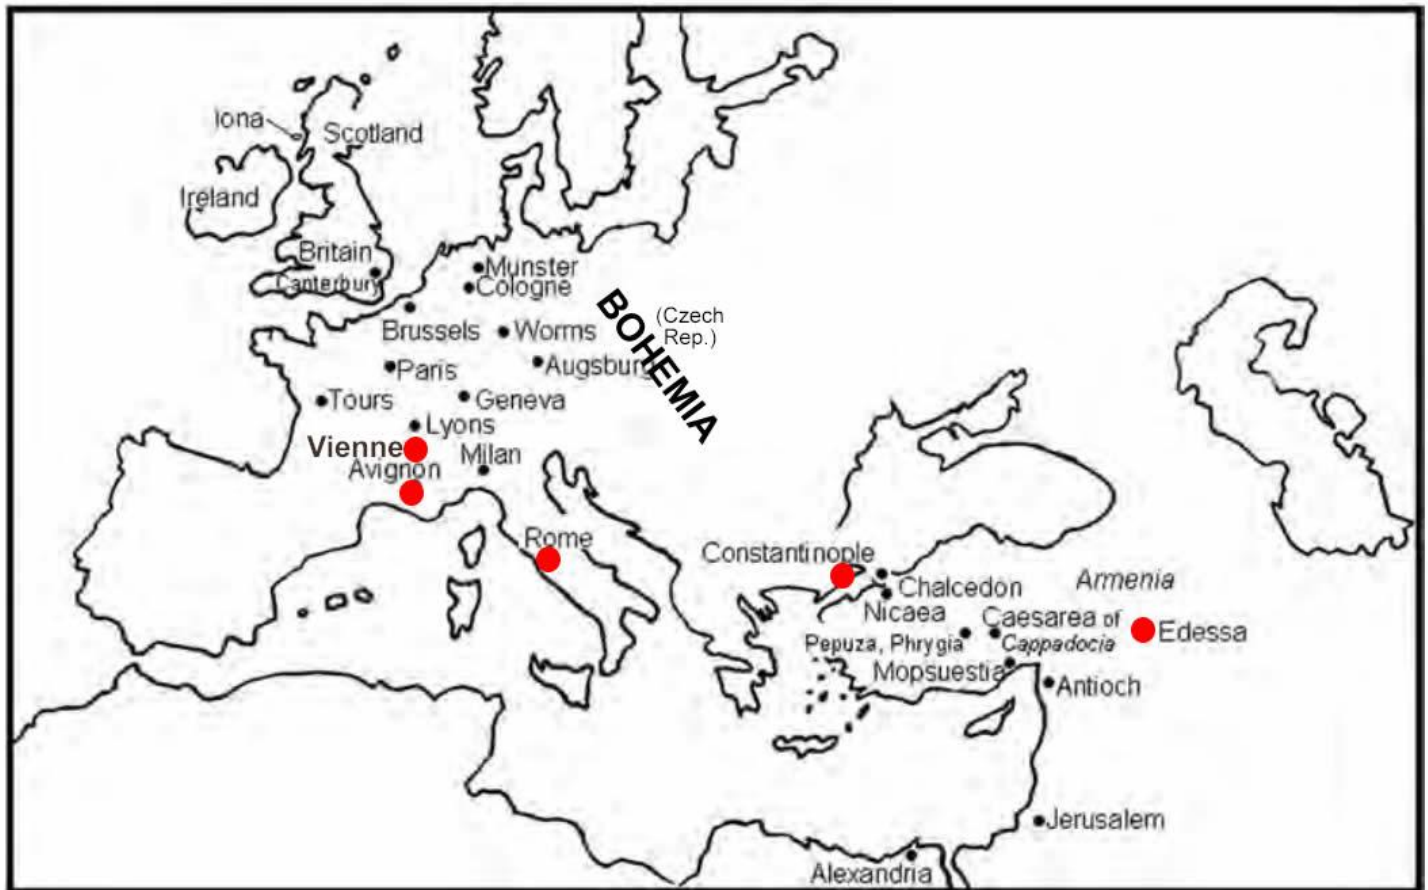 Iona
Scotland
Ireland
Britain
Canterbury
Munster
Cologne
BOHEMIA
(Czech
Rep.)
Brussels
Worms
Augsburg
Paris
Tours
Geneva
Lyons
Vienne
Milan
Avignon
Rome
Constantinople
Chalcedon
Armenia
Nicaea
Caesarea of
Cappadocia
Edessa
Pepuza, Phrygia
Mopsuestia
Antioch
Jerusalem
Alexandria